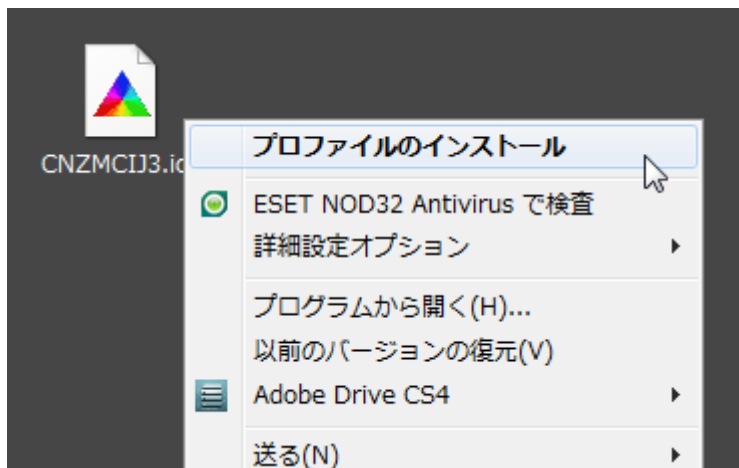 CNZMCIJ3.ic
プロファイルのインストール
ESET NOD32 Antivirus で検査
詳細設定オプション
プログラムから開く(H)...
以前のバージョンの復元(V)
Adobe Drive CS4
送る(N)